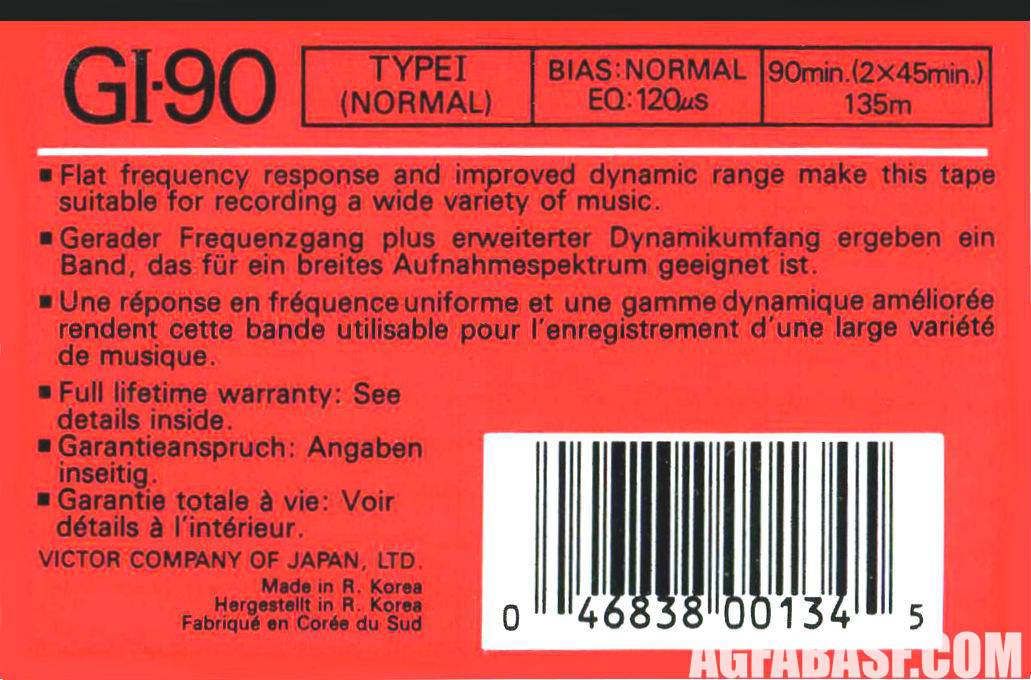 GI-90
TYPEI
(NORMAL)
BIAS:NORMAL
EQ:120µs
90min.(2×45min.)
135m
▪ Flat frequency response and improved dynamic range make this tape
suitable for recording a wide variety of music.
▪ Gerader Frequenzgang plus erweiterter Dynamikumfang ergeben ein
Band, das für ein breites Aufnahmespektrum geeignet ist.
▪ Une réponse en fréquence uniforme et une gamme dynamique améliorée
rendent cette bande utilisable pour l'enregistrement d'une large variété
de musique.
▪ Full lifetime warranty: See
details inside.
▪ Garantieanspruch: Angaben
inseitig.
▪ Garantie totale à vie: Voir
détails à l'intérieur.
VICTOR COMPANY OF JAPAN, LTD.
Made in R. Korea
Hergestellt in R. Korea
Fabriqué en Corée du Sud
0 46838 00134 5
AGFABASF.COM